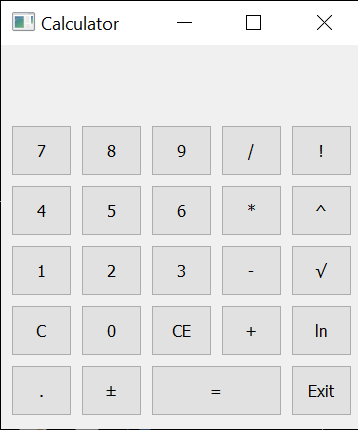 Calculator
7 8 9 / !
4 5 6 * ^
1 2 3 - √
C 0 CE + ln
. ± = Exit